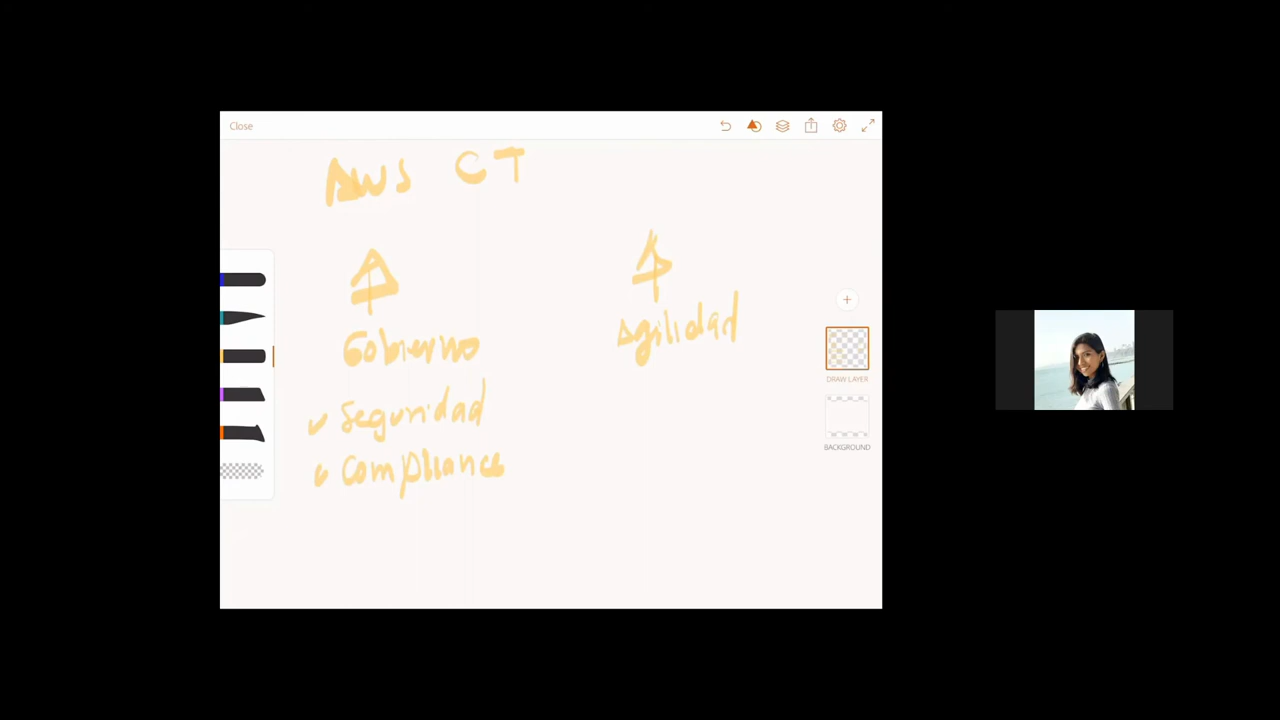 Close
AWS CT
Gobierno
Agilidad
Seguridad
Compliance
DRAW LAYER
BACKGROUND